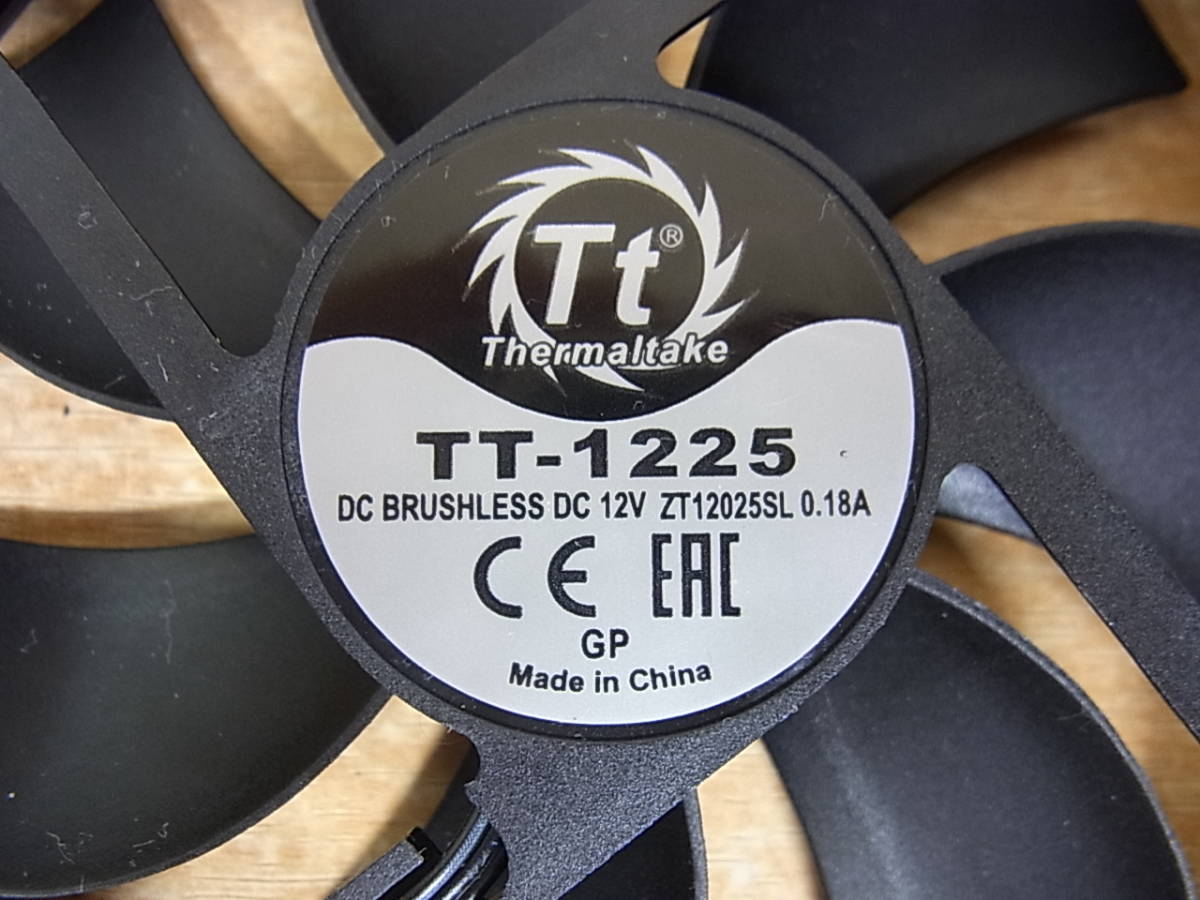 Tt®
Thermaltake
TT-1225
DC BRUSHLESS DC 12V ZT12025SL 0.18A
CE EAC
GP
Made in China